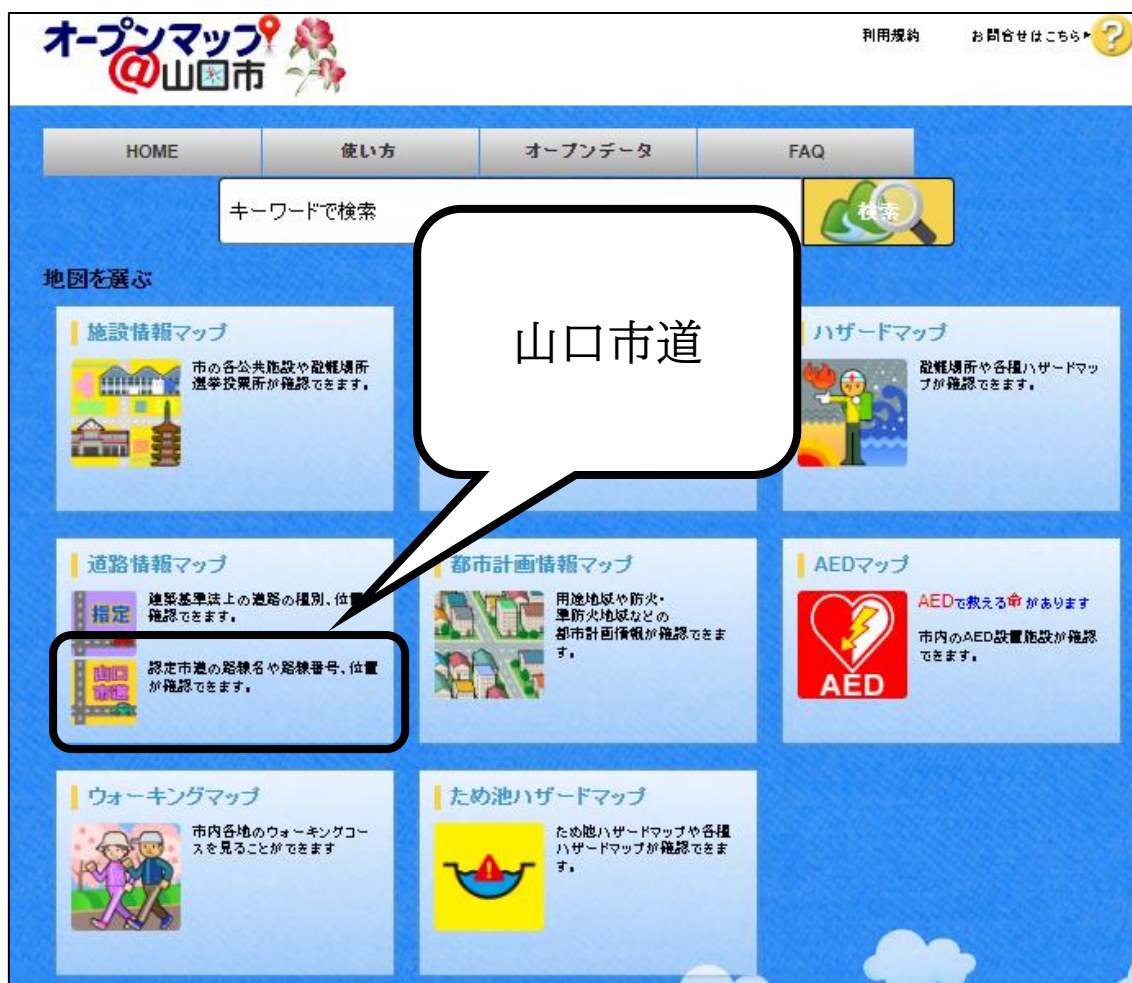 オープンマップ
@山口市
利用規約
お問合せはこちら
?
HOME
使い方
オープンデータ
FAQ
キーワードで検索
検索
地図を選ぶ
山口市道
施設情報マップ
市の各公共施設や避難場所
選挙投票所が確認できます。
ハザードマップ
避難場所や各種ハザードマッ
プが確認できます。
道路情報マップ
指定
建築基準法上の道路の種別、位置
確認できます。
山口
市道
認定市道の路線名や路線番号、位置
が確認できます。
都市計画情報マップ
用途地域や防火・
準防火地域などの
都市計画情報が確認できま
す。
AEDマップ
AED
AEDで救える命があります
市内のAED設置施設が確認
できます。
ウォーキングマップ
市内各地のウォーキングコー
スを見ることができます
ため池ハザードマップ
ため池ハザードマップや各種
ハザードマップが確認できま
す。